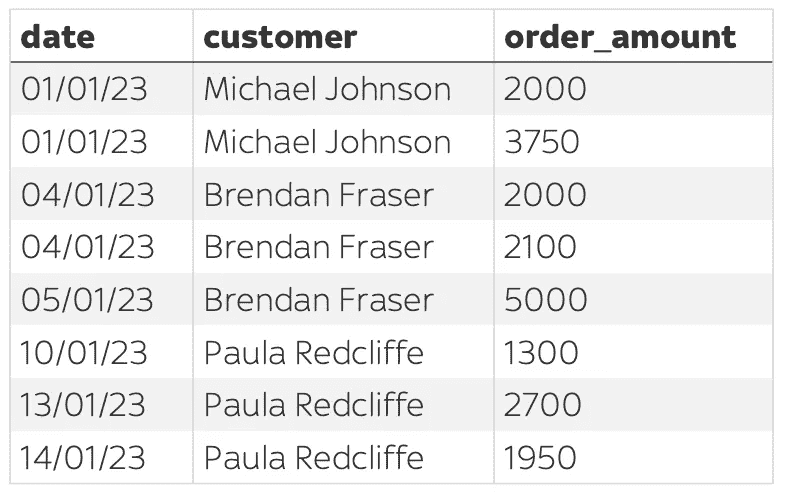 date customer order_amount
01/01/23 Michael Johnson 2000
01/01/23 Michael Johnson 3750
04/01/23 Brendan Fraser 2000
04/01/23 Brendan Fraser 2100
05/01/23 Brendan Fraser 5000
10/01/23 Paula Redcliffe 1300
13/01/23 Paula Redcliffe 2700
14/01/23 Paula Redcliffe 1950